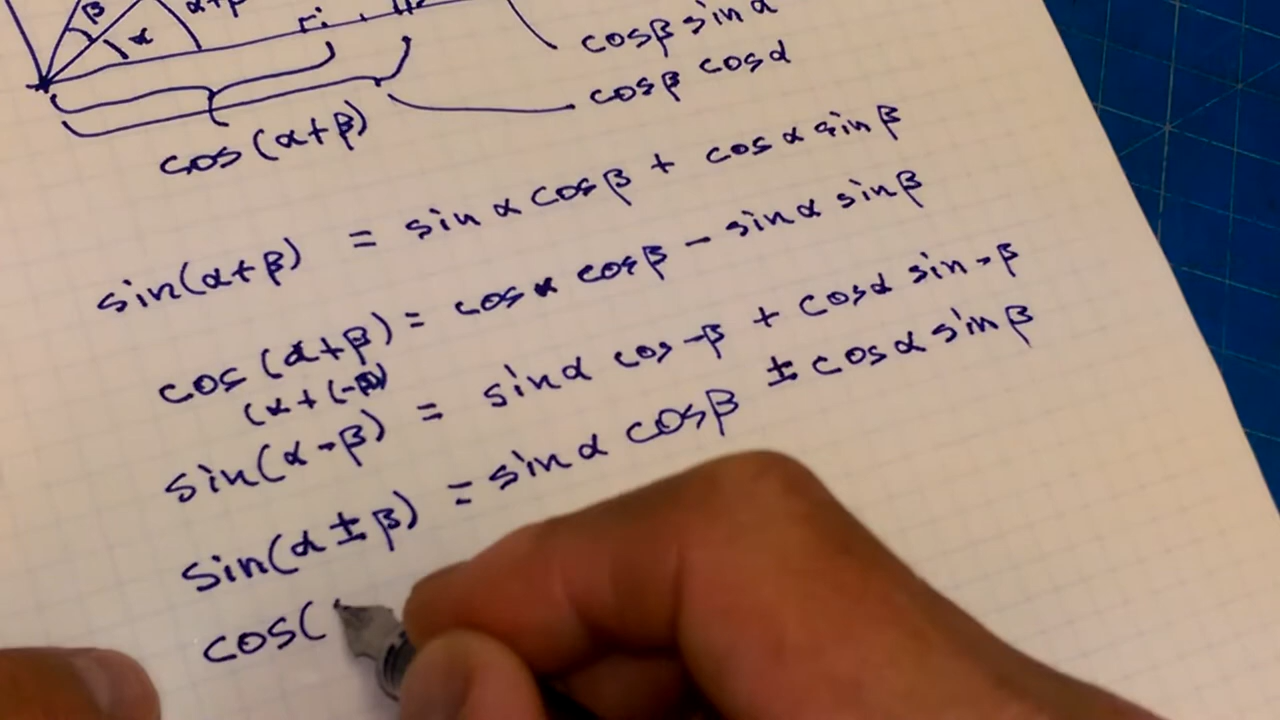 β
α
α+β
cosβ sinα
cosβ cosα
cos(α+β)
sin(α+β) = sinα cosβ + cosα sinβ
cos(α+β) = cosα cosβ − sinα sinβ
(α+(-β)
sin(α-β) = sinα cos-β + cosα sin-β
sin(α±β) = sinα cosβ ± cosα sinβ
cos(